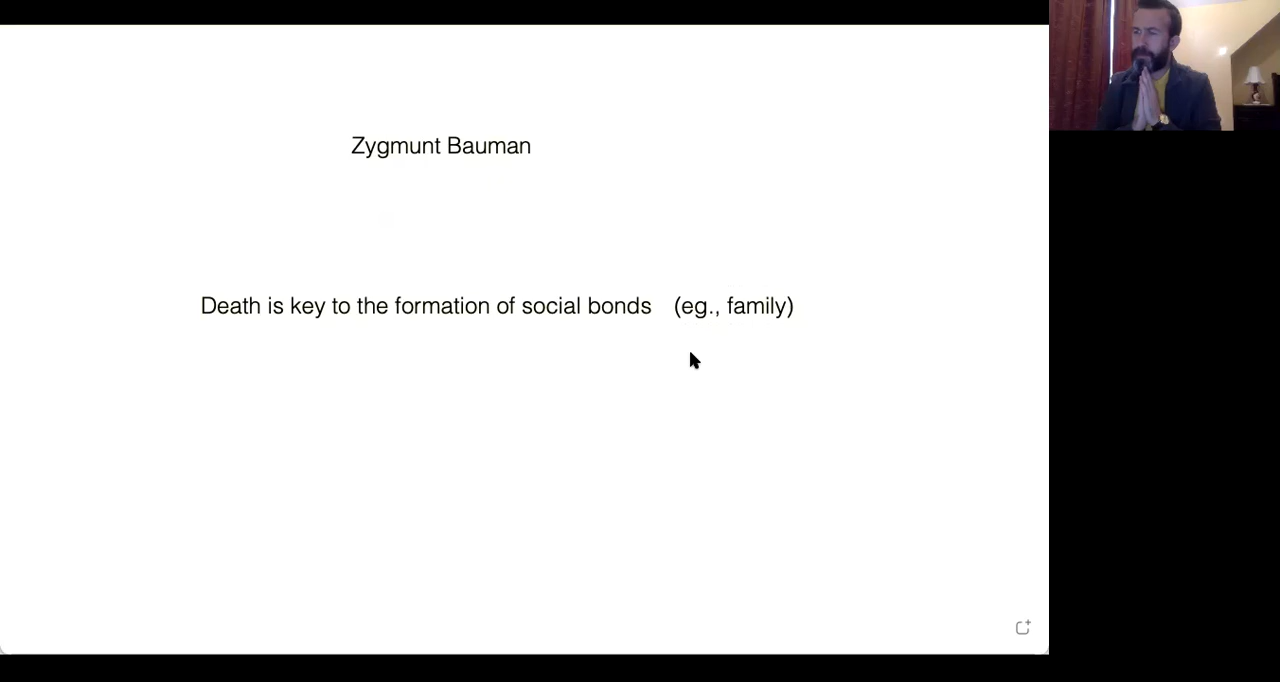 Zygmunt Bauman
Death is key to the formation of social bonds (eg., family)